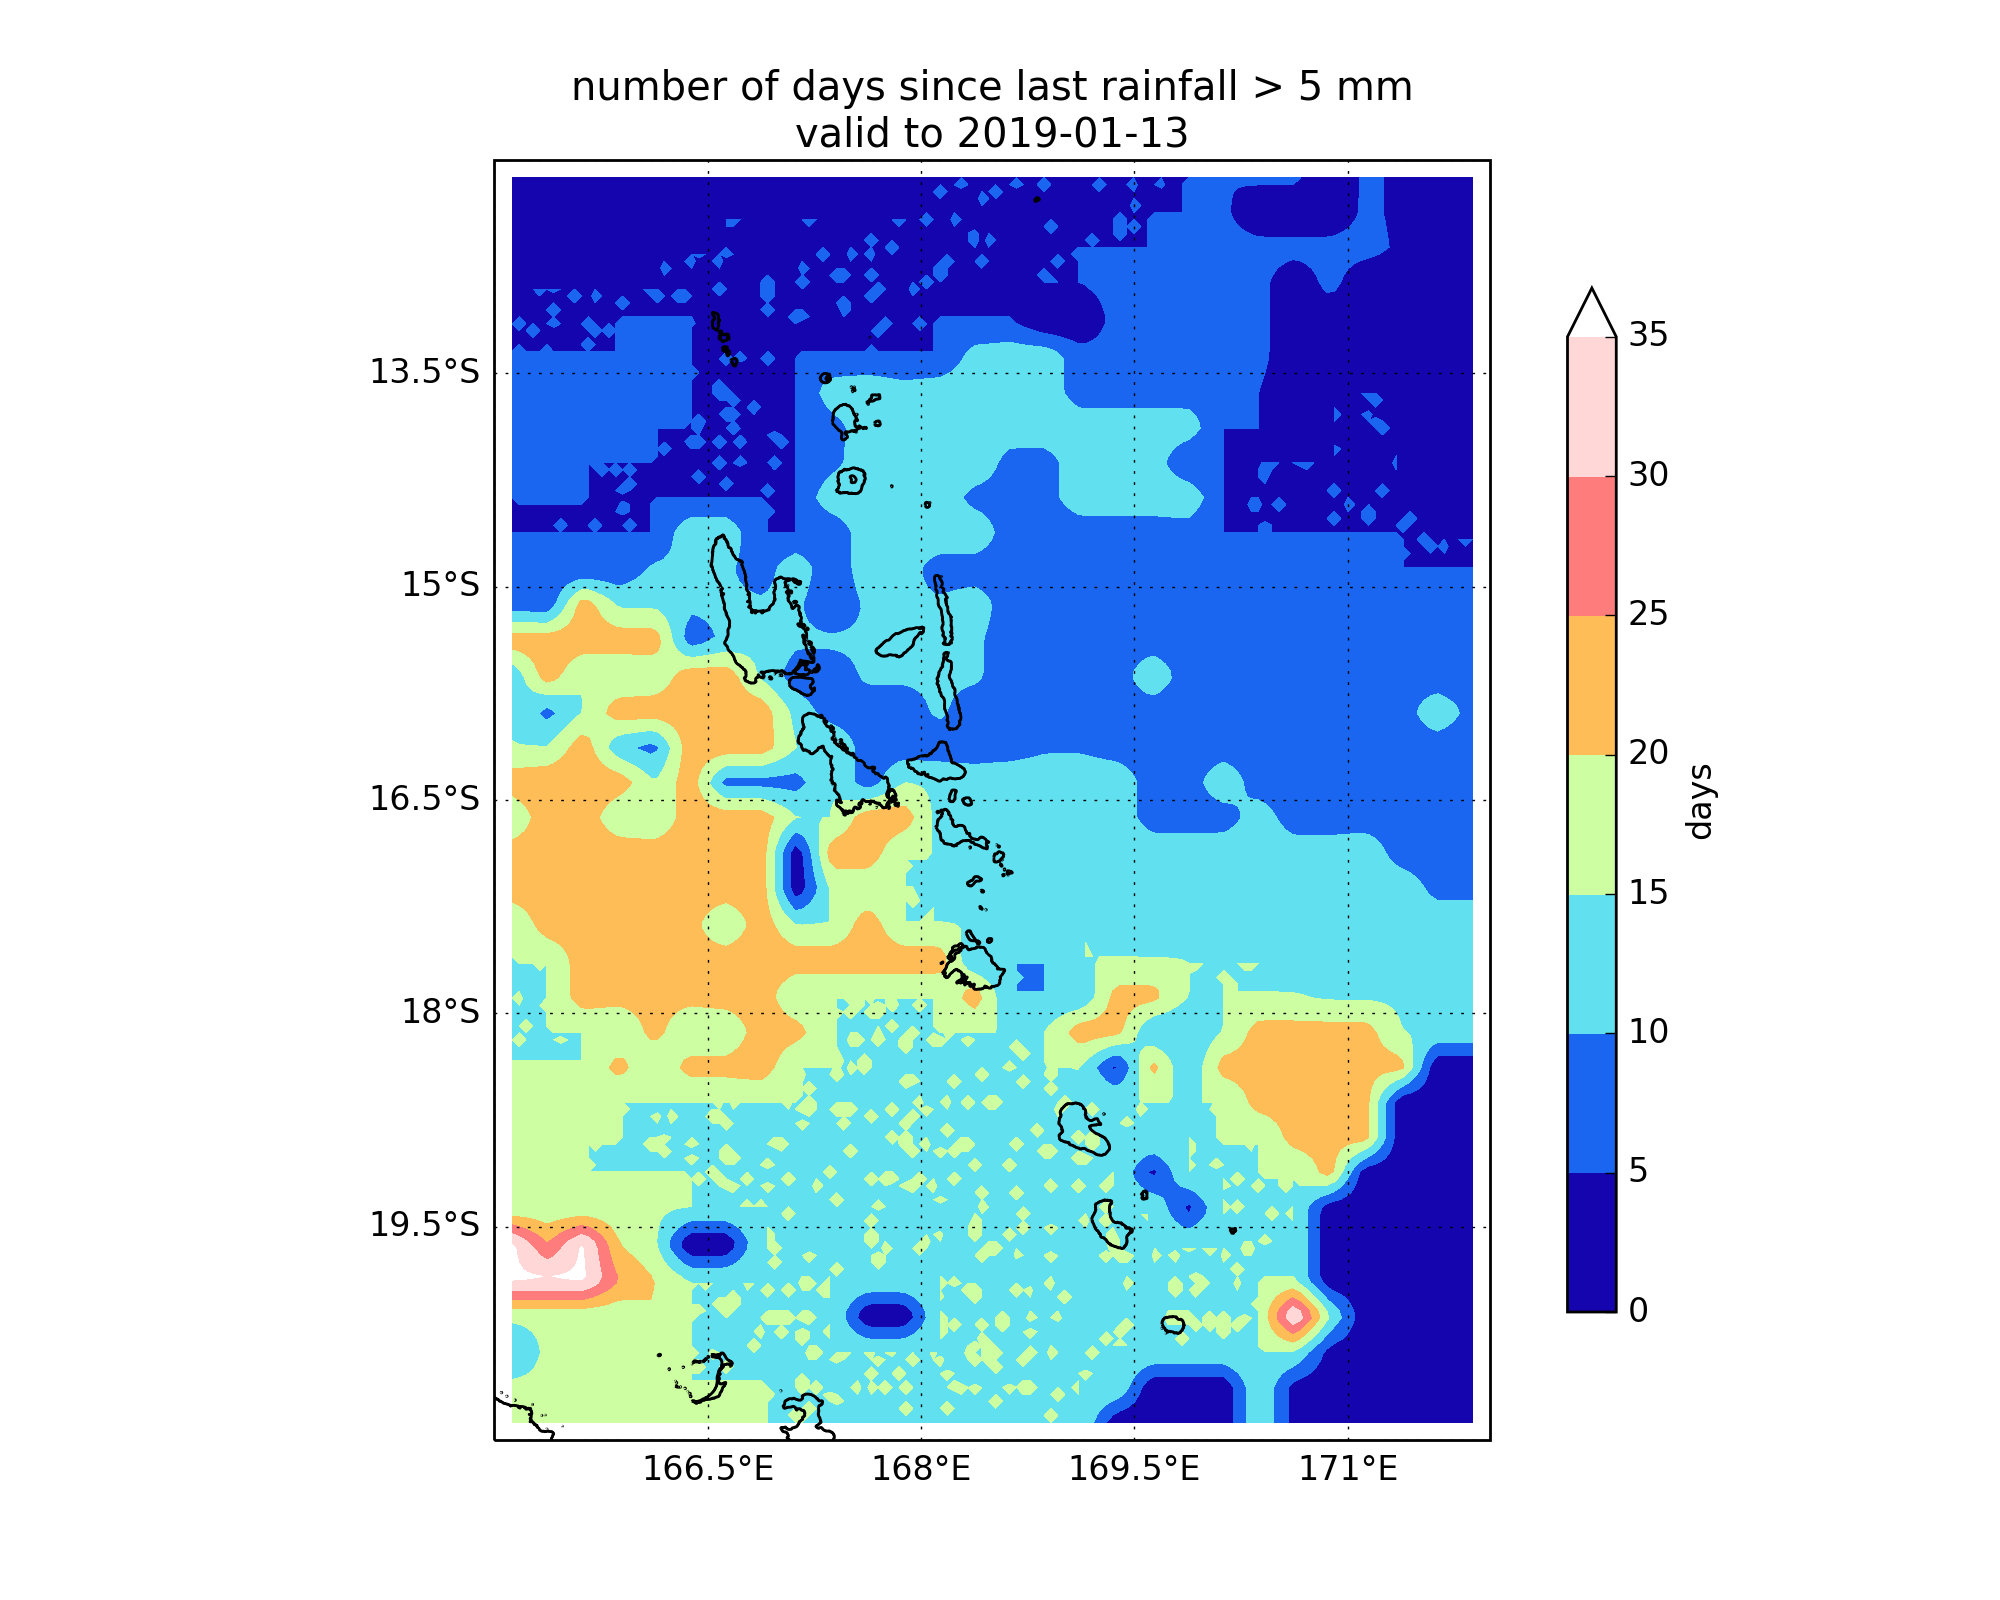 number of days since last rainfall > 5 mm
valid to 2019-01-13
13.5°S
15°S
16.5°S
18°S
19.5°S
166.5°E 168°E 169.5°E 171°E
35
30
25
20
15
10
5
0
days